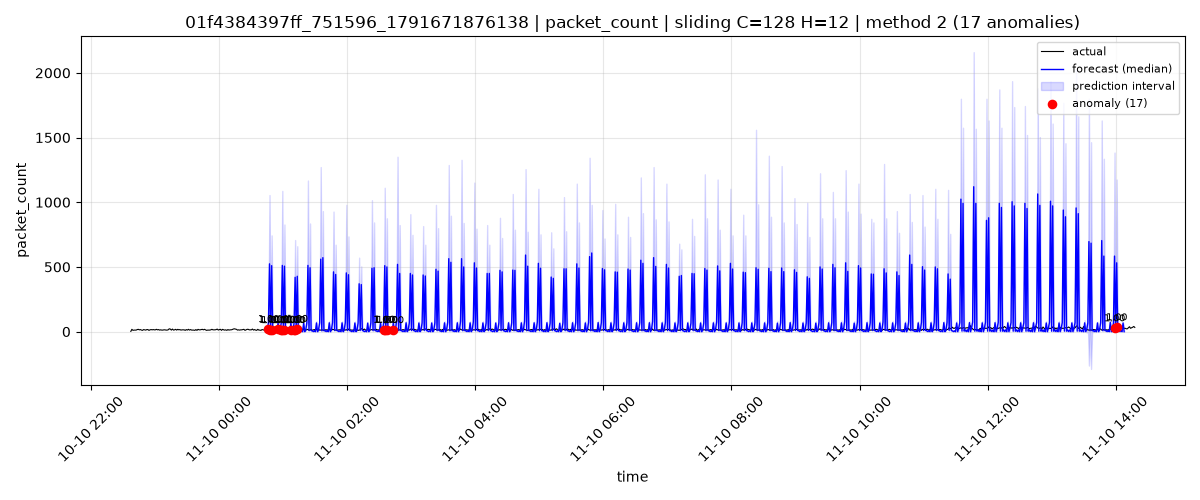 01f4384397ff_751596_1791671876138 | packet_count | sliding C=128 H=12 | method 2 (17 anomalies)
actual
forecast (median)
prediction interval
anomaly (17)
packet_count
2000
1500
1000
500
0
10-10 22:00
11-10 00:00
11-10 02:00
11-10 04:00
11-10 06:00
11-10 08:00
11-10 10:00
11-10 12:00
11-10 14:00
time